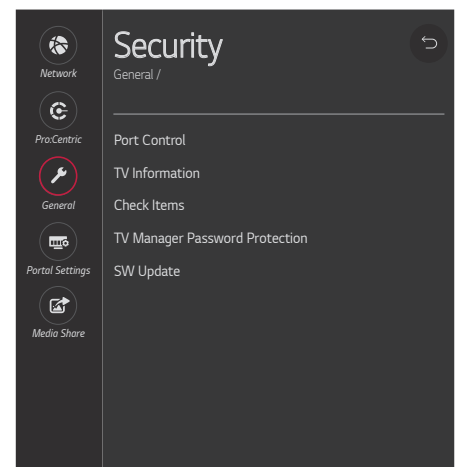 Security
General /
Network
Pro:Centric
General
Portal Settings
Media Share
Port Control
TV Information
Check Items
TV Manager Password Protection
SW Update